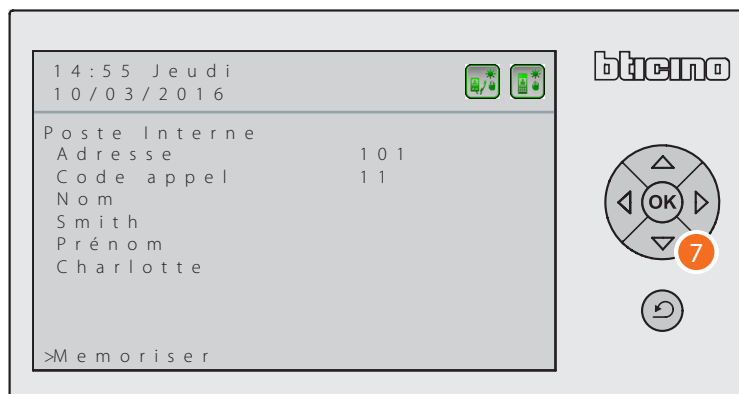 14:55 Jeudi
10/03/2016
bticino
Poste Interne
Adresse 101
Code appel 11
Nom
Smith
Prénom
Charlotte
>Memoriser
OK
7